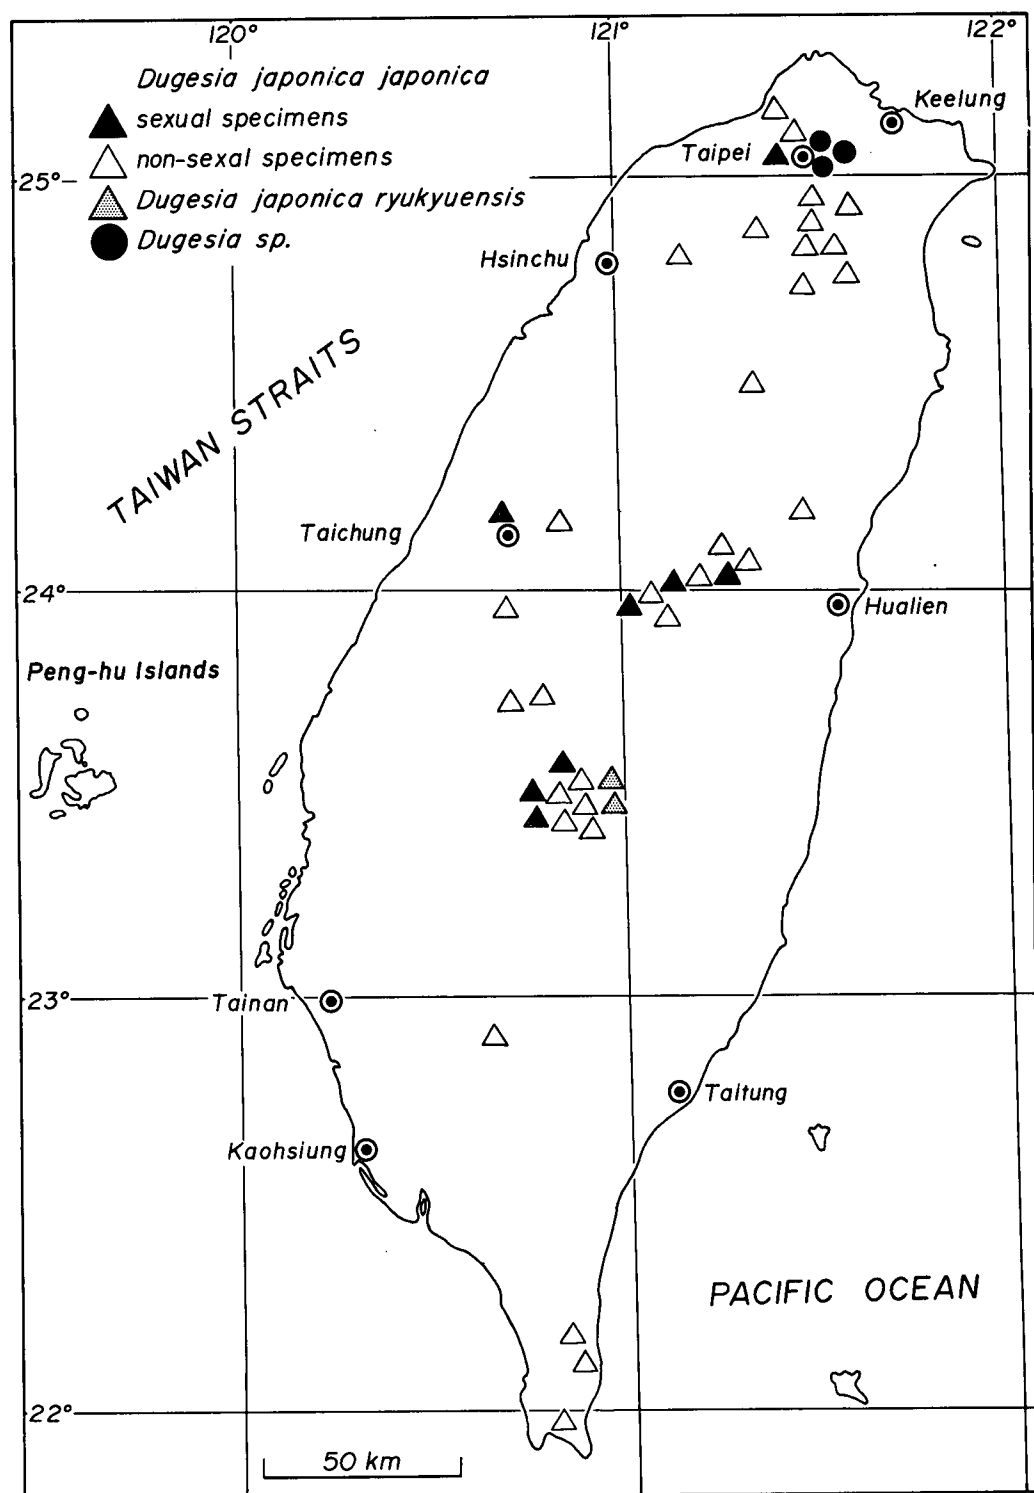 120°
121°
122°
Dugesia japonica japonica
sexual specimens
non-sexal specimens
Dugesia japonica ryukyuensis
Dugesia sp.
Keelung
Taipei
25°
Hsinchu
TAIWAN STRAITS
Taichung
24°
Hualien
Peng-hu Islands
23°
Tainan
Taitung
Kaohsiung
PACIFIC OCEAN
22°
50 km